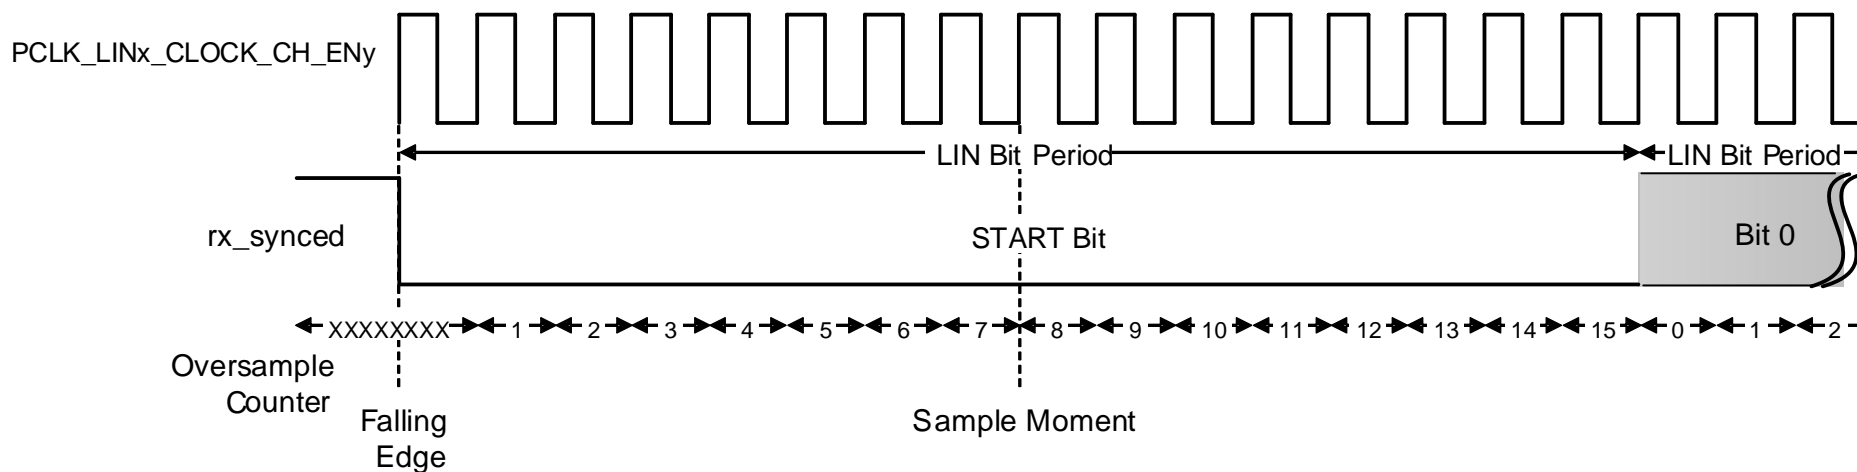 PCLK_LINx_CLOCK_CH_ENy
LIN Bit Period LIN Bit Period
rx_synced START Bit Bit 0
XXXXXXXX 1 2 3 4 5 6 7 8 9 10 11 12 13 14 15 0 1 2
Oversample
Counter
Falling
Edge
Sample Moment